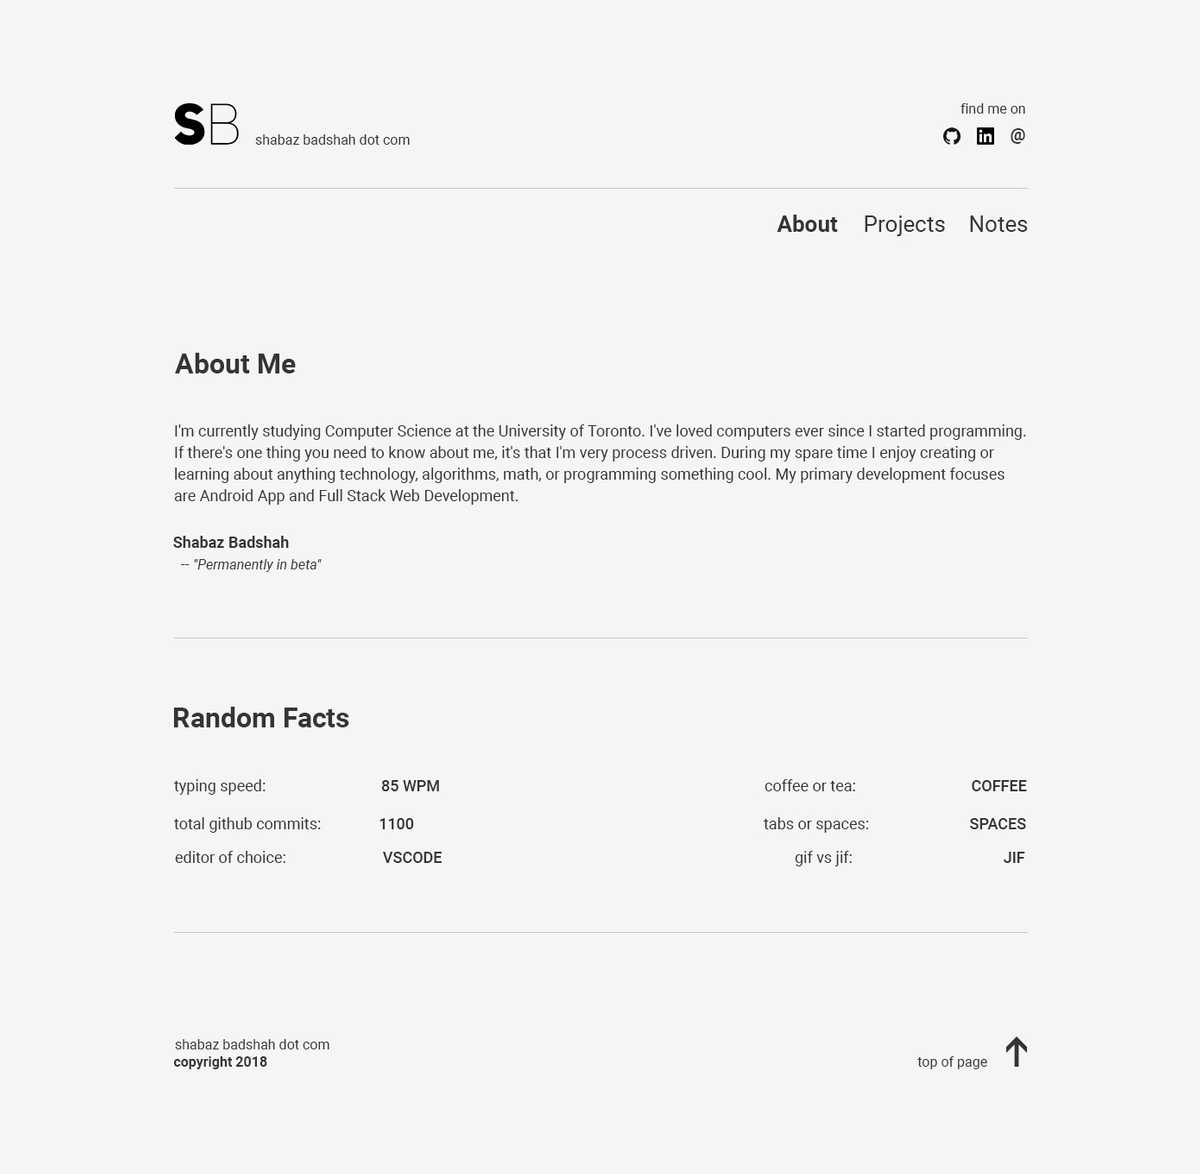 SB
shabaz badshah dot com
find me on
in @
About Projects Notes
About Me
I'm currently studying Computer Science at the University of Toronto. I've loved computers ever since I started programming.
If there's one thing you need to know about me, it's that I'm very process driven. During my spare time I enjoy creating or
learning about anything technology, algorithms, math, or programming something cool. My primary development focuses
are Android App and Full Stack Web Development.
Shabaz Badshah
-- "Permanently in beta"
Random Facts
typing speed: 85 WPM coffee or tea: COFFEE
total github commits: 1100 tabs or spaces: SPACES
editor of choice: VSCODE gif vs jif: JIF
shabaz badshah dot com
copyright 2018
top of page